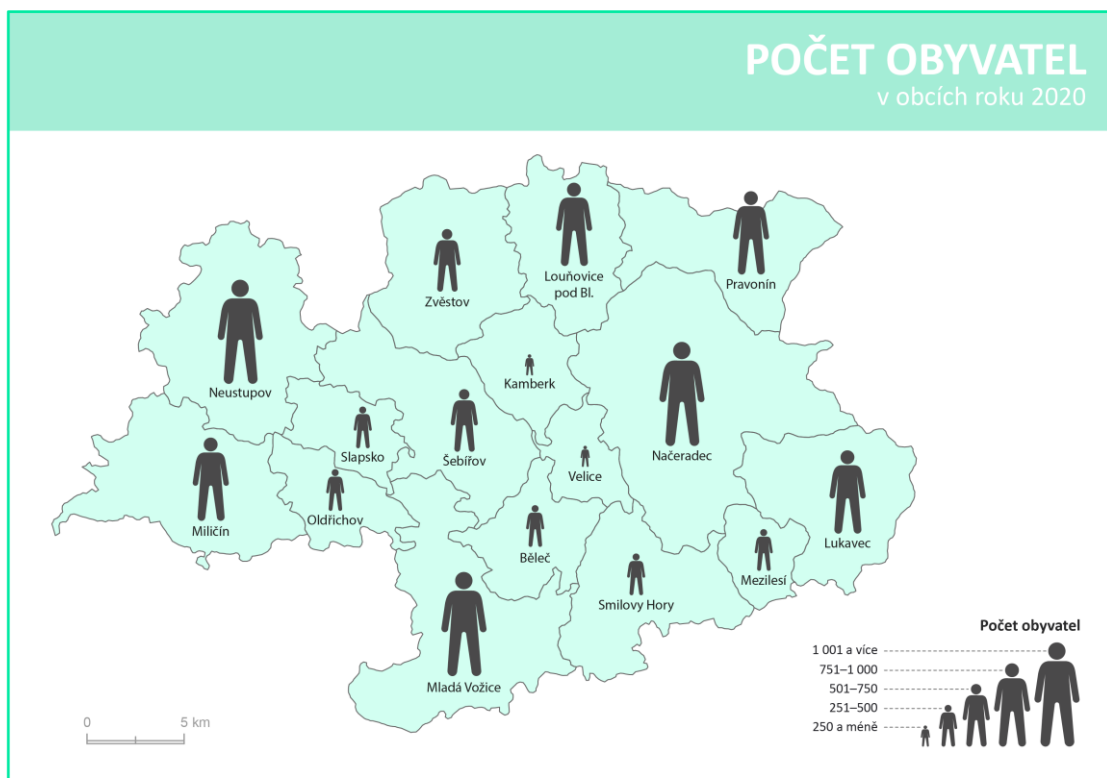 POČET OBYVATEL
v obcích roku 2020
Louňovice
pod Bl.
Pravonín
Zvěstov
Neustupov
Kamberk
Načeradec
Slapsko
Šebířov
Velice
Miličín
Oldřichov
Běleč
Lukavec
Mezilesí
Smilovy Hory
Mladá Vožice
Počet obyvatel
1 001 a více
751–1 000
501–750
251–500
250 a méně
0 5 km